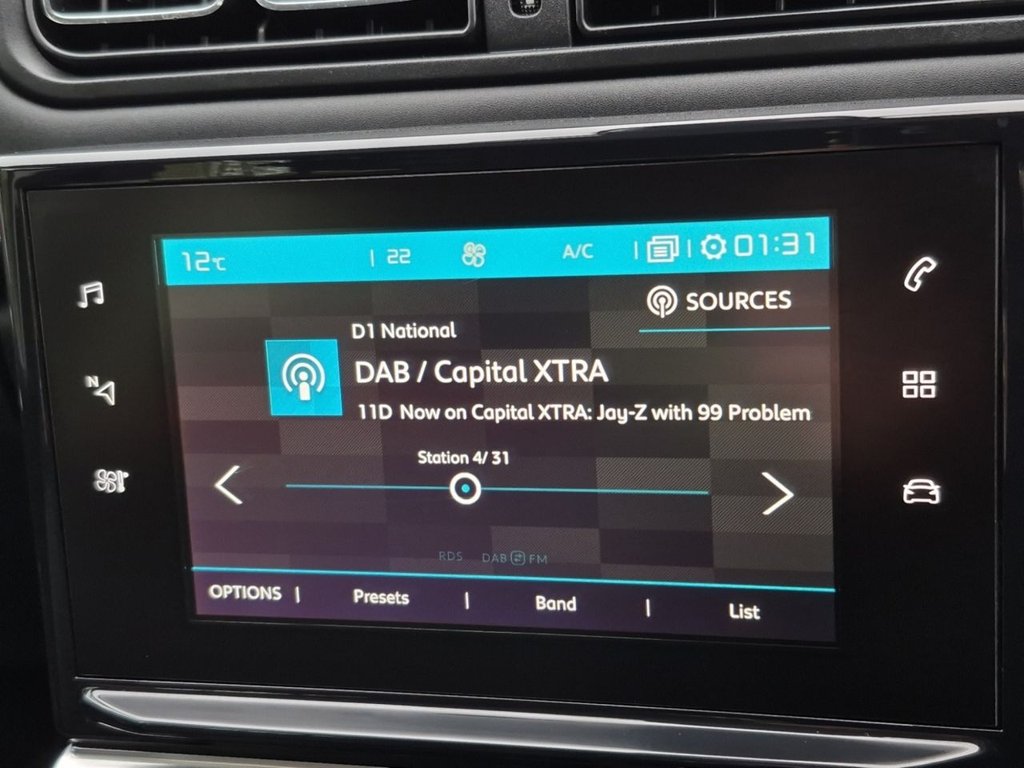 12°C | 22 A/C | | 01:31
SOURCES
D1 National
DAB / Capital XTRA
11D Now on Capital XTRA: Jay-Z with 99 Problem
Station 4/ 31
RDS DAB FM
OPTIONS | Presets | Band | List
N